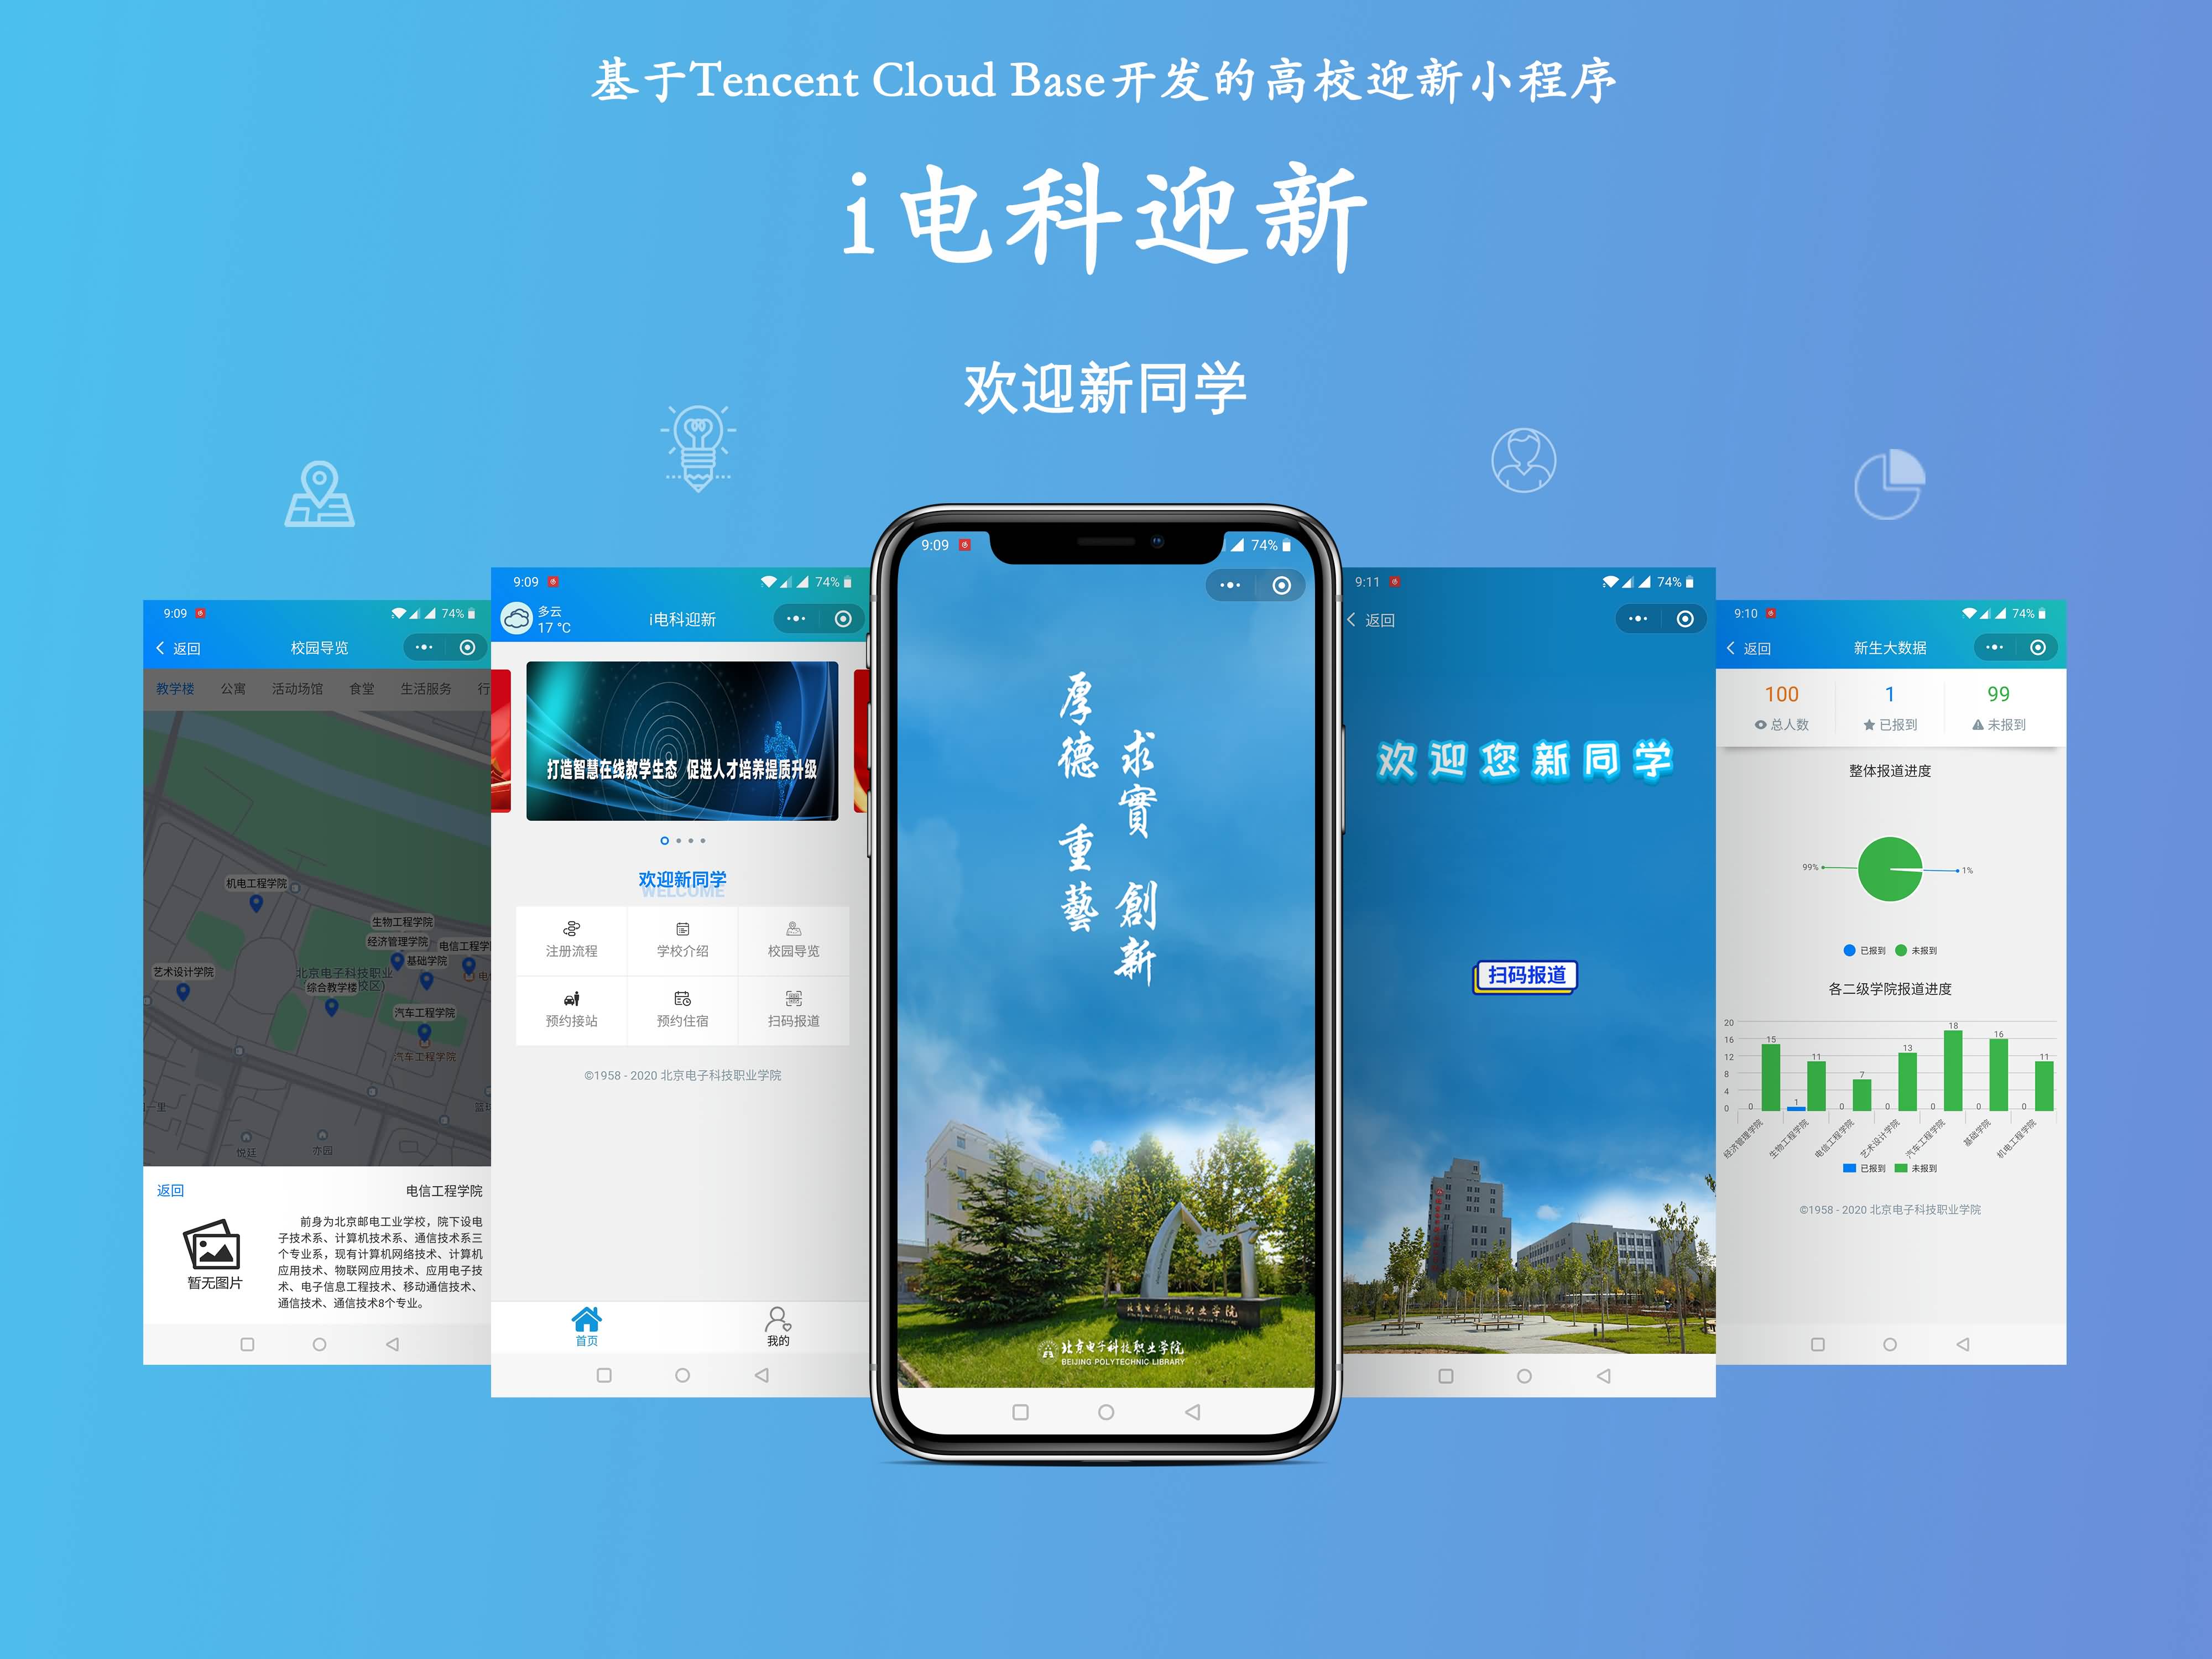 基于Tencent Cloud Base开发的高校迎新小程序
i电科迎新
欢迎新同学
9:09
74%
返回
校园导览
教学楼
公寓
活动场馆
食堂
生活服务
行
机电工程学院
生物工程学院
经济管理学院
电信工程学
基础学院
艺术设计学院
北京电子科技职业
综合教学楼
校区)
汽车工程学院
汽车工程学院
悦廷
亦园
返回
电信工程学院
暂无图片
前身为北京邮电工业学校，院下设电
子技术系、计算机技术系、通信技术系三
个专业系，现有计算机网络技术、计算机
应用技术、物联网应用技术、应用电子技
术、电子信息工程技术、移动通信技术、
通信技术、通信技术8个专业。
9:09
74%
多云
17 °C
i电科迎新
打造智慧在线教学生态 促进人才培养提质升级
欢迎新同学
WELCOME
注册流程
学校介绍
校园导览
预约接站
预约住宿
扫码报道
©1958 - 2020 北京电子科技职业学院
首页
我的
9:09
74%
厚德 重藝
求實 創新
北京电子科技职业学院
北京电子科技职业学院
BEIJING POLYTECHNIC LIBRARY
9:11
74%
返回
欢迎您新同学
扫码报道
9:10
74%
返回
新生大数据
100
1
99
总人数
已报到
未报到
整体报道进度
99%
1%
已报到
未报到
各二级学院报道进度
20
16
12
8
4
0
0
15
1
11
0
7
0
13
0
18
0
16
0
11
经济管理学院
生物工程学院
电信工程学院
艺术设计学院
汽车工程学院
基础学院
机电工程学院
已报到
未报到
©1958 - 2020 北京电子科技职业学院